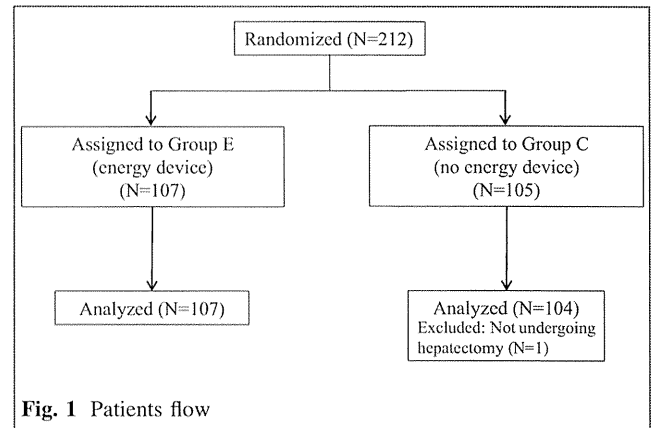 Randomized (N=212)
Assigned to Group E
(energy device)
(N=107)
Assigned to Group C
(no energy device)
(N=105)
Analyzed (N=107)
Analyzed (N=104)
Excluded: Not undergoing
hepatectomy (N=1)
Fig. 1 Patients flow